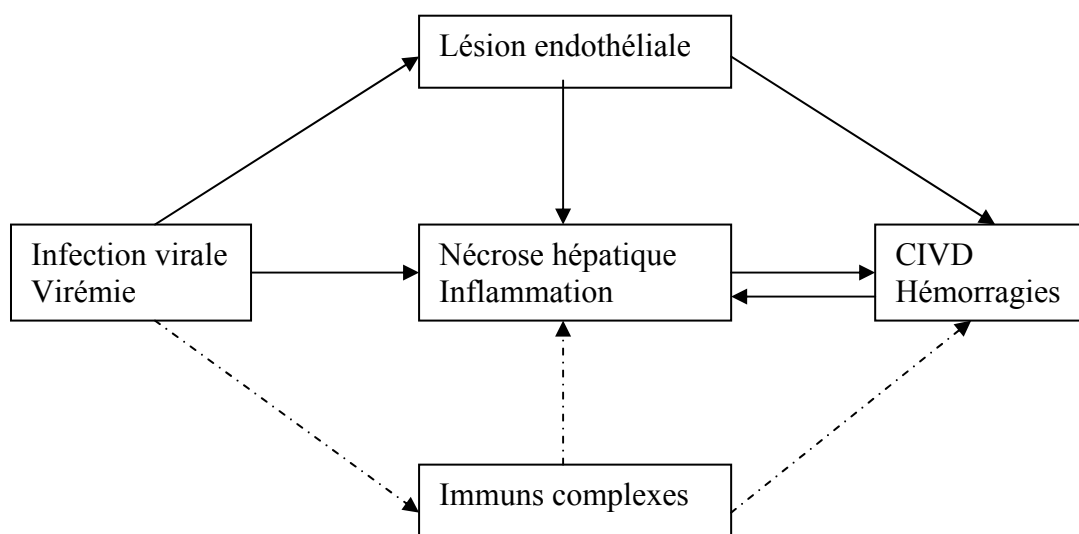 Lésion endothéliale
Infection virale
Virémie
Nécrose hépatique
Inflammation
CIVD
Hémorragies
Immuns complexes